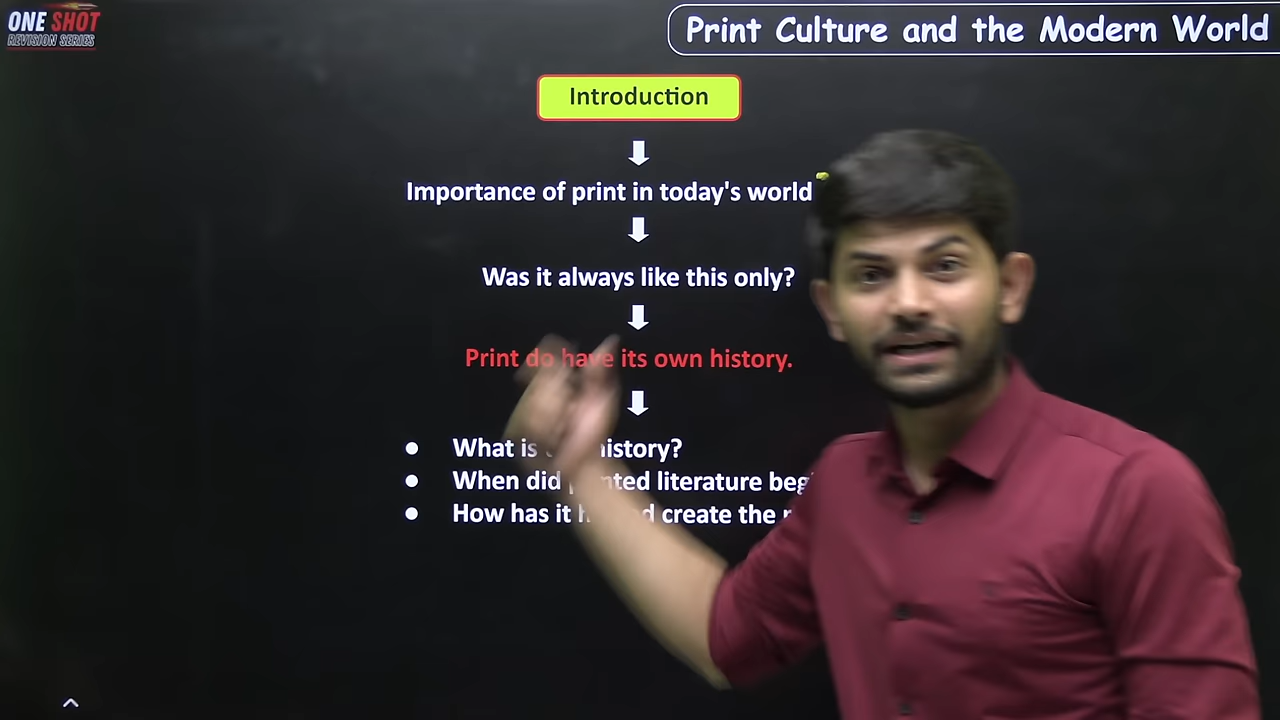 ONE SHOT
REVISION SERIES
Print Culture and the Modern World
Introduction
Importance of print in today's world
Was it always like this only?
Print do have its own history.
What is history?
When did literature
How has it create the